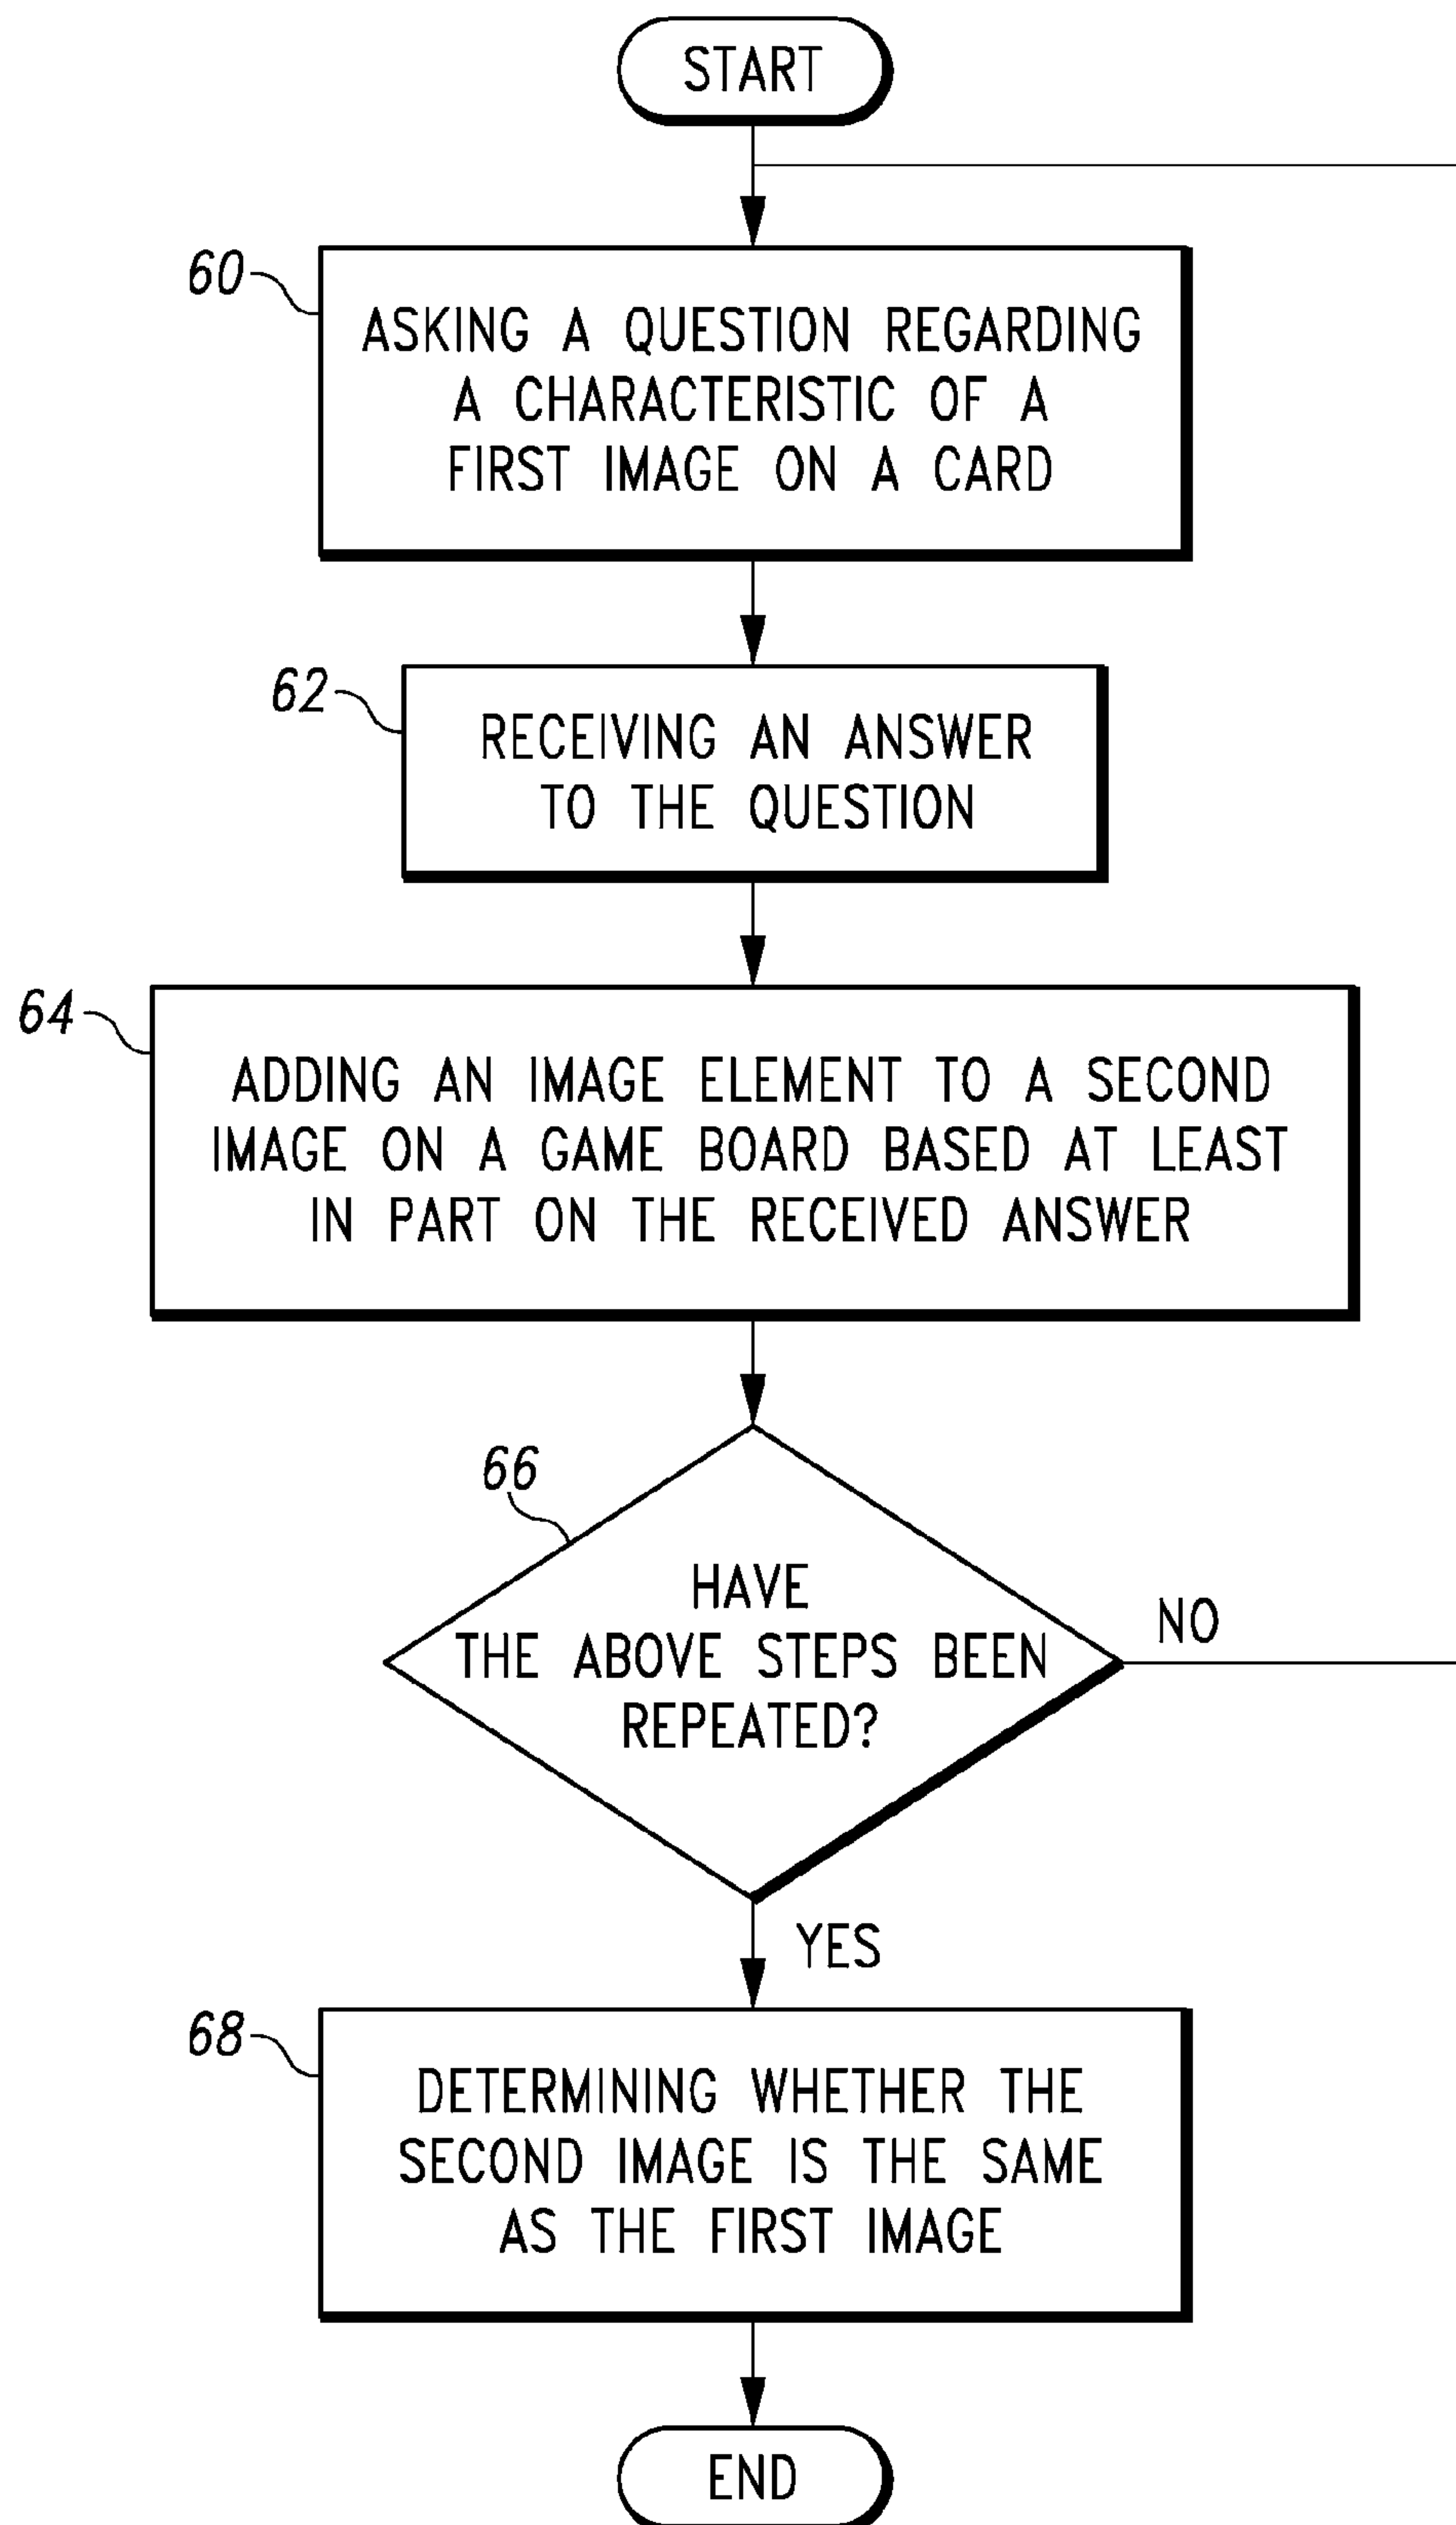 START
60
ASKING A QUESTION REGARDING
A CHARACTERISTIC OF A
FIRST IMAGE ON A CARD
62
RECEIVING AN ANSWER
TO THE QUESTION
64
ADDING AN IMAGE ELEMENT TO A SECOND
IMAGE ON A GAME BOARD BASED AT LEAST
IN PART ON THE RECEIVED ANSWER
66
HAVE
THE ABOVE STEPS BEEN
REPEATED?
NO
YES
68
DETERMINING WHETHER THE
SECOND IMAGE IS THE SAME
AS THE FIRST IMAGE
END